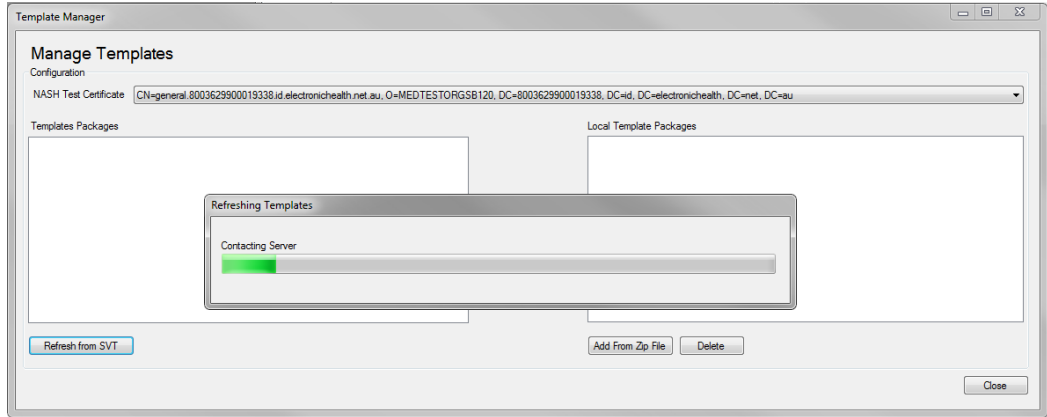 Template Manager
Manage Templates
Configuration
NASH Test Certificate CN=general.8003629900019338.id.electronichealth.net.au, O=MEDTESTORGSB120, DC=8003629900019338, DC=id, DC=electronichealth, DC=net, DC=au
Templates Packages Local Template Packages
Refreshing Templates
Contacting Server
Refresh from SVT Add From Zip File Delete
Close